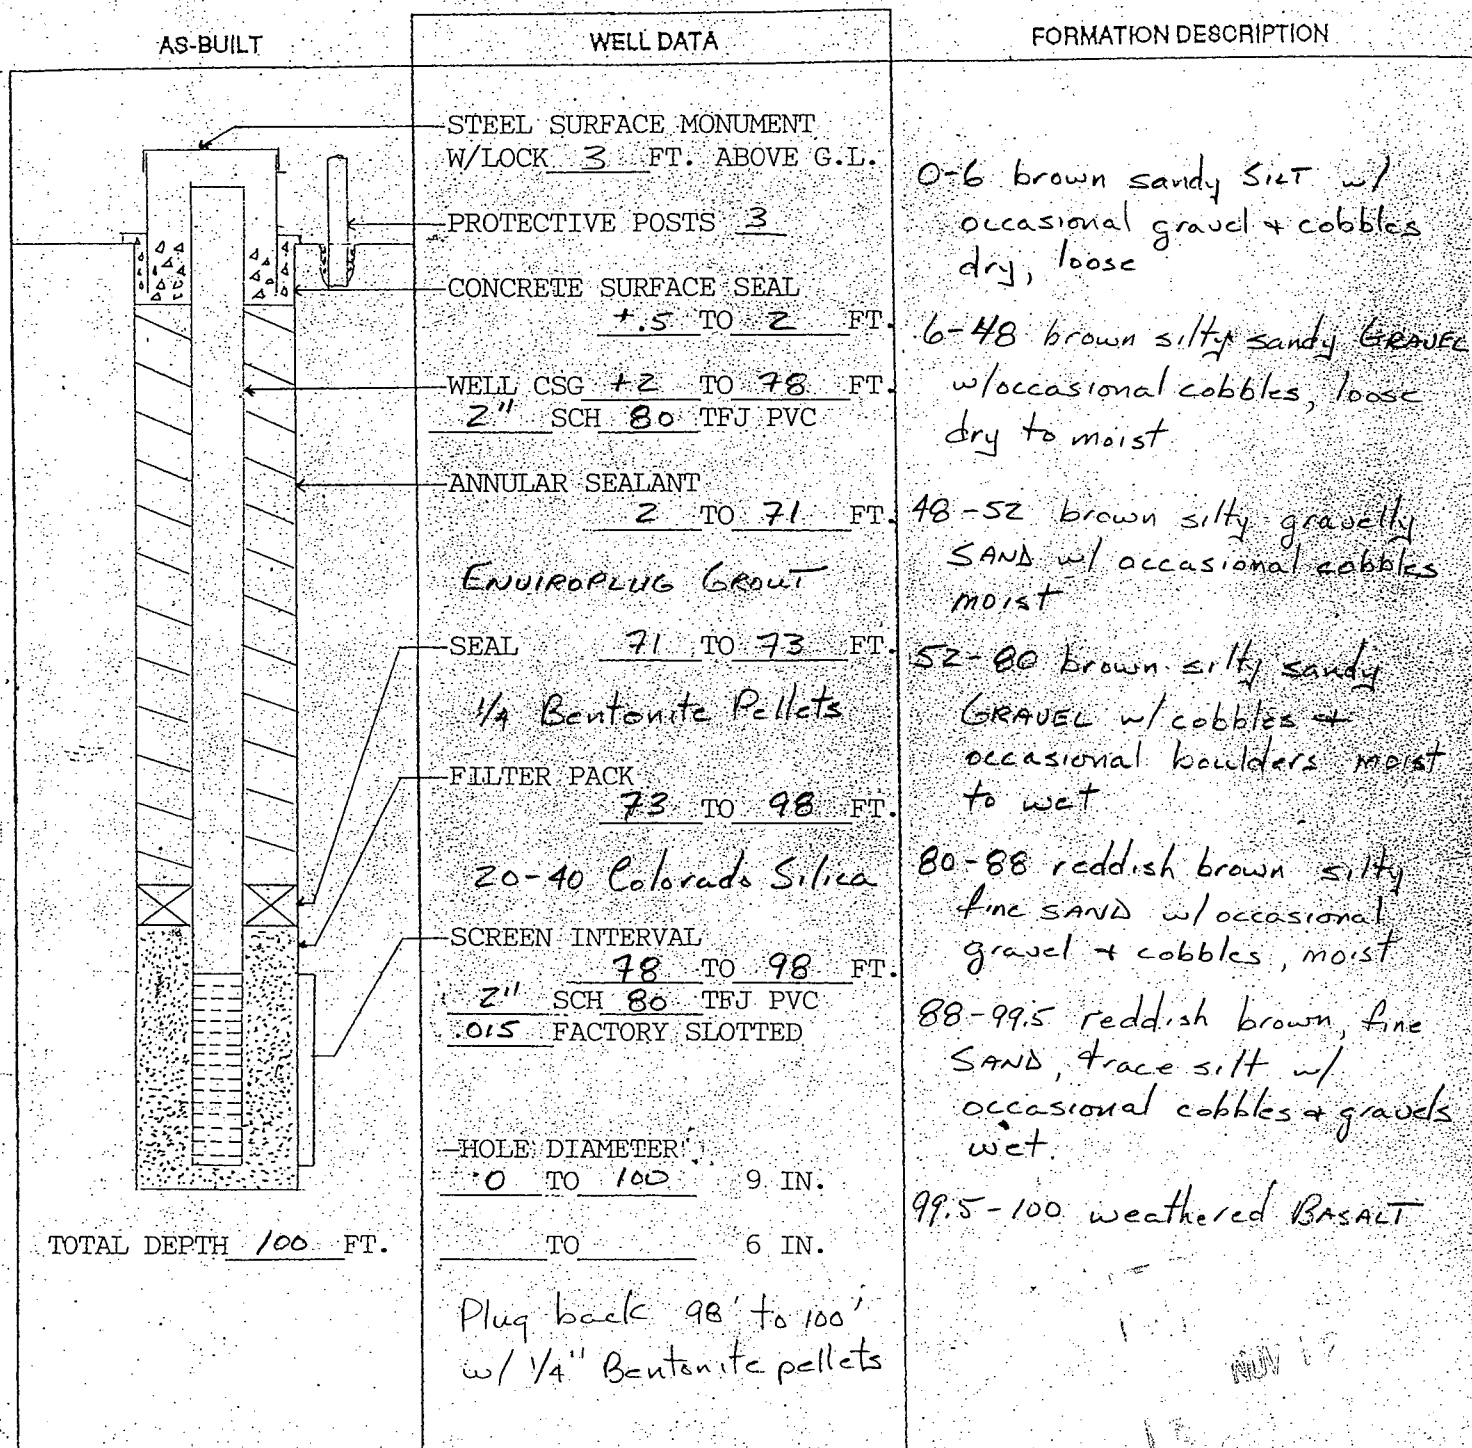 AS-BUILT
WELL DATA
FORMATION DESCRIPTION
STEEL SURFACE MONUMENT
W/LOCK 3 FT. ABOVE G.L.
PROTECTIVE POSTS 3
CONCRETE SURFACE SEAL
+.5 TO 2 FT.
WELL CSG +2 TO 78 FT.
2" SCH 80 TFJ PVC
ANNULAR SEALANT
2 TO 71 FT.
ENVIROPLUG GROUT
SEAL 71 TO 73 FT.
1/4 Bentonite Pellets
FILTER PACK
73 TO 98 FT.
20-40 Colorado Silica
SCREEN INTERVAL
78 TO 98 FT.
2" SCH 80 TFJ PVC
.015 FACTORY SLOTTED
HOLE DIAMETER
0 TO 100 9 IN.
TO 6 IN.
Plug back 98' to 100'
w/ 1/4" Bentonite pellets
TOTAL DEPTH 100 FT.
0-6 brown sandy SILT w/
occasional gravel + cobbles
dry, loose
6-48 brown silty sandy GRAVEL
w/occasional cobbles, loose
dry to moist
48-52 brown silty gravelly
SAND w/ occasional cobbles
moist
52-80 brown silty sandy
GRAVEL w/ cobbles +
occasional boulders moist
to wet
80-88 reddish brown silty
fine SAND w/occasional
gravel + cobbles, moist
88-99.5 reddish brown, fine
SAND, trace silt w/
occasional cobbles + gravels
wet.
99.5-100 weathered BASALT